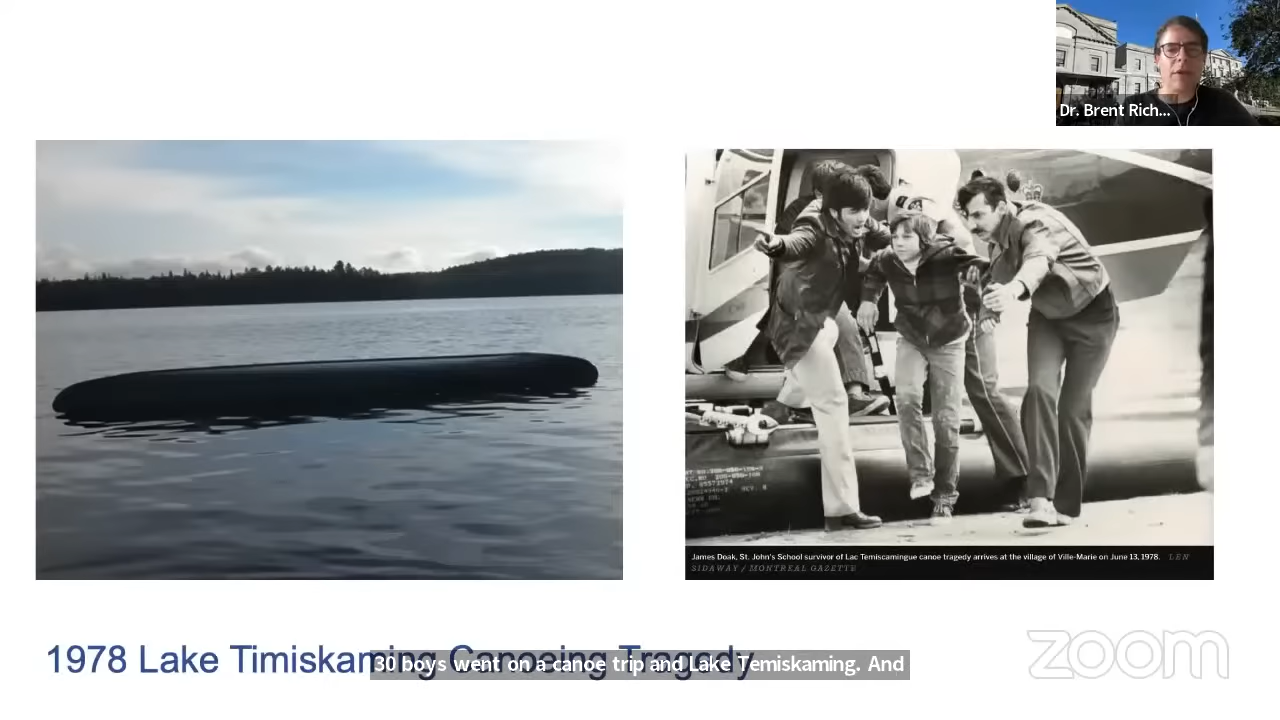 Dr. Brent Rich...
James Doak, St. John's School survivor of Lac Temiscamingue canoe tragedy arrives at the village of Ville-Marie on June 13, 1978. LEN
SIDAWAY / MONTREAL GAZETTE
1978 Lake Timiskaming Canoeing Tragedy
30 boys went on a canoe trip and Lake Temiskaming. And
zoom